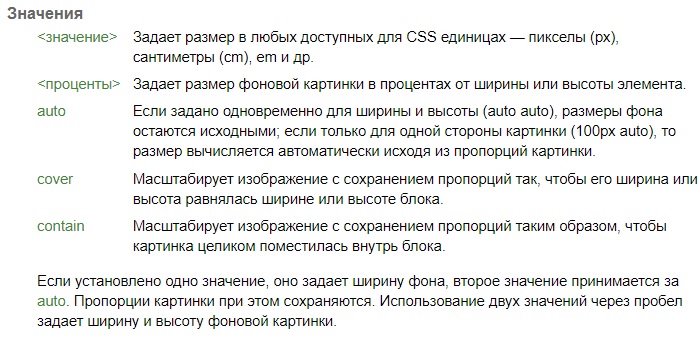 Значения
<значение> Задает размер в любых доступных для CSS единицах — пикселы (px),
сантиметры (cm), em и др.
<проценты> Задает размер фоновой картинки в процентах от ширины или высоты элемента.
auto Если задано одновременно для ширины и высоты (auto auto), размеры фона
остаются исходными; если только для одной стороны картинки (100px auto), то
размер вычисляется автоматически исходя из пропорций картинки.
cover Масштабирует изображение с сохранением пропорций так, чтобы его ширина или
высота равнялась ширине или высоте блока.
contain Масштабирует изображение с сохранением пропорций таким образом, чтобы
картинка целиком поместилась внутрь блока.
Если установлено одно значение, оно задает ширину фона, второе значение принимается за
auto. Пропорции картинки при этом сохраняются. Использование двух значений через пробел
задает ширину и высоту фоновой картинки.